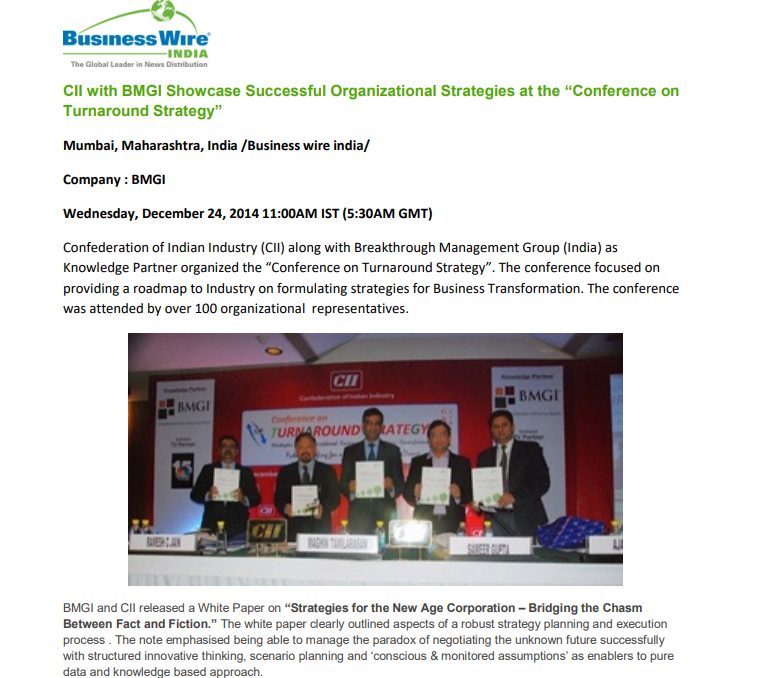 BUSINESS WIRE
INDIA
The Global Leader in News Distribution
CII with BMGI Showcase Successful Organizational Strategies at the “Conference on
Turnaround Strategy”
Mumbai, Maharashtra, India /Business wire india/
Company : BMGI
Wednesday, December 24, 2014 11:00AM IST (5:30AM GMT)
Confederation of Indian Industry (CII) along with Breakthrough Management Group (India) as
Knowledge Partner organized the “Conference on Turnaround Strategy”. The conference focused on
providing a roadmap to Industry on formulating strategies for Business Transformation. The conference
was attended by over 100 organizational representatives.
CII
Confederation of Indian Industry
Knowledge Partner
BMGI
TV Partner
Conference on
TURNAROUND RATEGY
Knowledge Partner
BMGI
TV Partner
CII
RAMESH C JAIN
MAGHIN TAMILARASAN
SAMEER GUPTA
AJA
BMGI and CII released a White Paper on “Strategies for the New Age Corporation – Bridging the Chasm
Between Fact and Fiction.” The white paper clearly outlined aspects of a robust strategy planning and execution
process . The note emphasised being able to manage the paradox of negotiating the unknown future successfully
with structured innovative thinking, scenario planning and ‘conscious & monitored assumptions’ as enablers to pure
data and knowledge based approach.